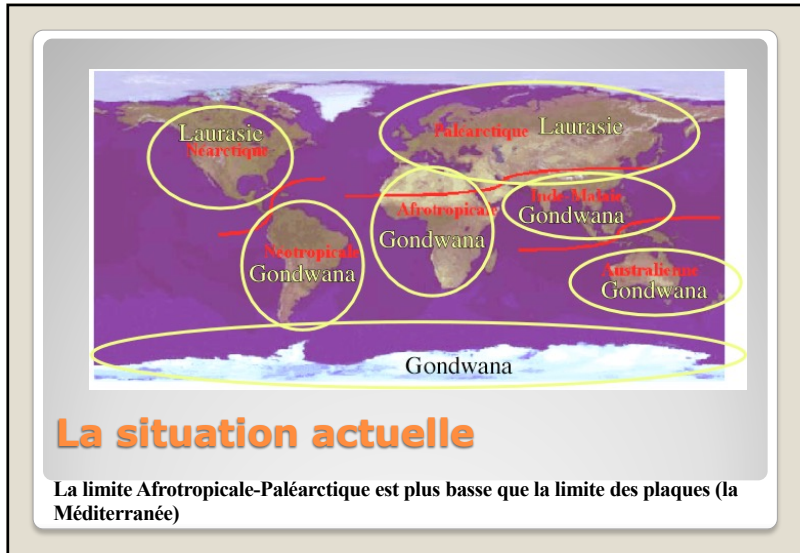 Laurasie
Néarctique
Paléarctique Laurasie
Afrotropicale
Gondwana
Indo-Malais
Gondwana
Néotropicale
Gondwana
Australienne
Gondwana
Gondwana
La situation actuelle
La limite Afrotropicale-Paléarctique est plus basse que la limite des plaques (la
Méditerranée)